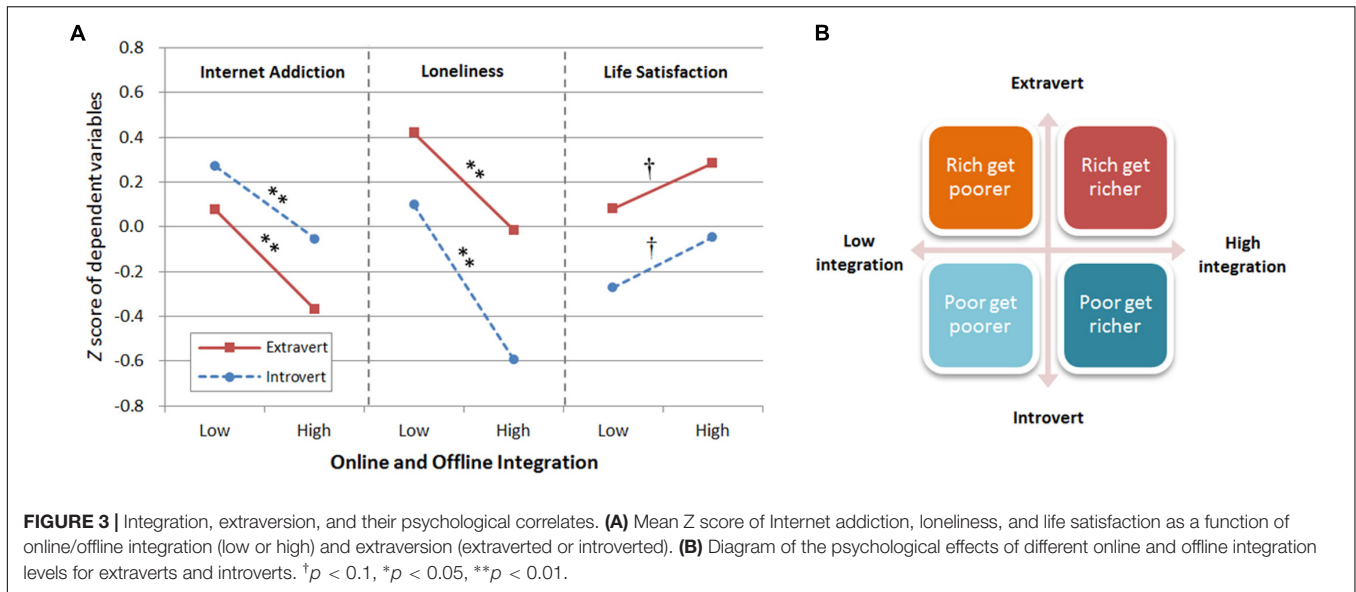 A
Z score of dependent variables
0.8
0.6
0.4
0.2
0.0
-0.2
-0.4
-0.6
-0.8
Internet Addiction
Loneliness
Life Satisfaction
**
**
**
**
†
†
Extravert
Introvert
Low
High
Low
High
Low
High
Online and Offline Integration
B
Extravert
Rich get
poorer
Rich get
richer
Low
integration
High
integration
Poor get
poorer
Poor get
richer
Introvert
FIGURE 3 | Integration, extraversion, and their psychological correlates. (A) Mean Z score of Internet addiction, loneliness, and life satisfaction as a function of
online/offline integration (low or high) and extraversion (extraverted or introverted). (B) Diagram of the psychological effects of different online and offline integration
levels for extraverts and introverts. †p < 0.1, *p < 0.05, **p < 0.01.